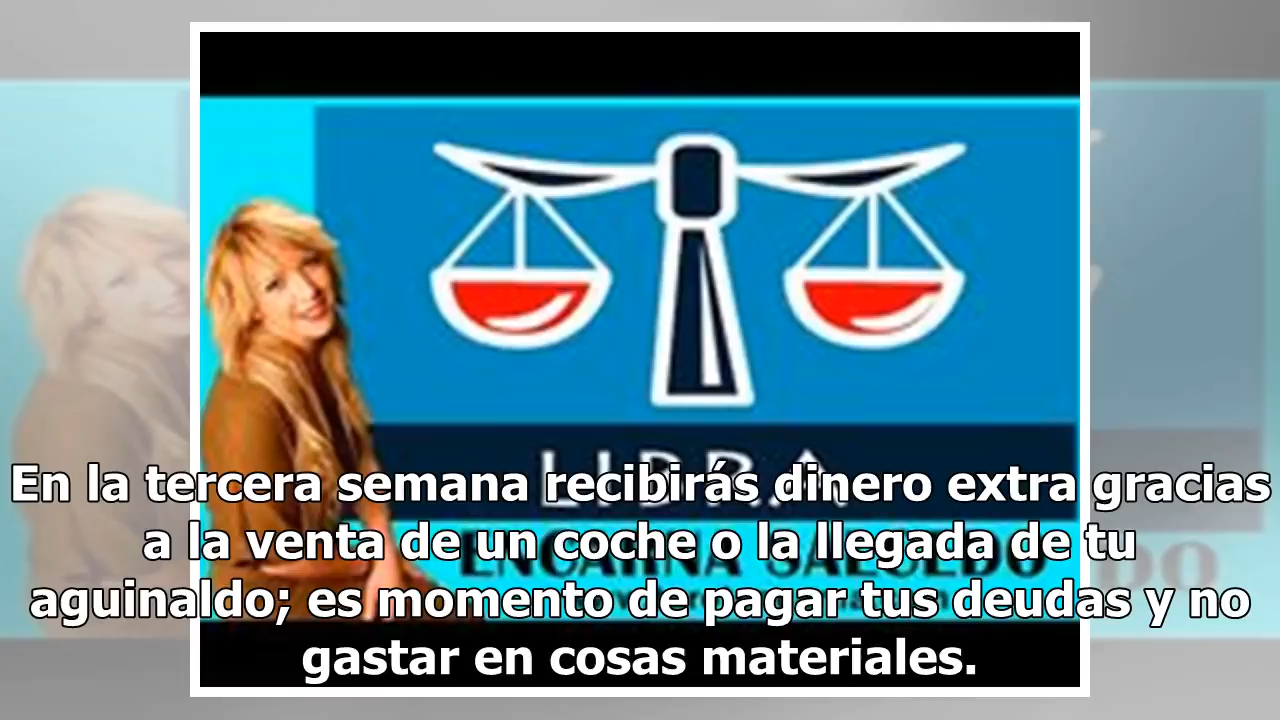 LIBRA
En la tercera semana recibirás dinero extra gracias
a la venta de un coche o la llegada de tu
aguinaldo; es momento de pagar tus deudas y no
gastar en cosas materiales.